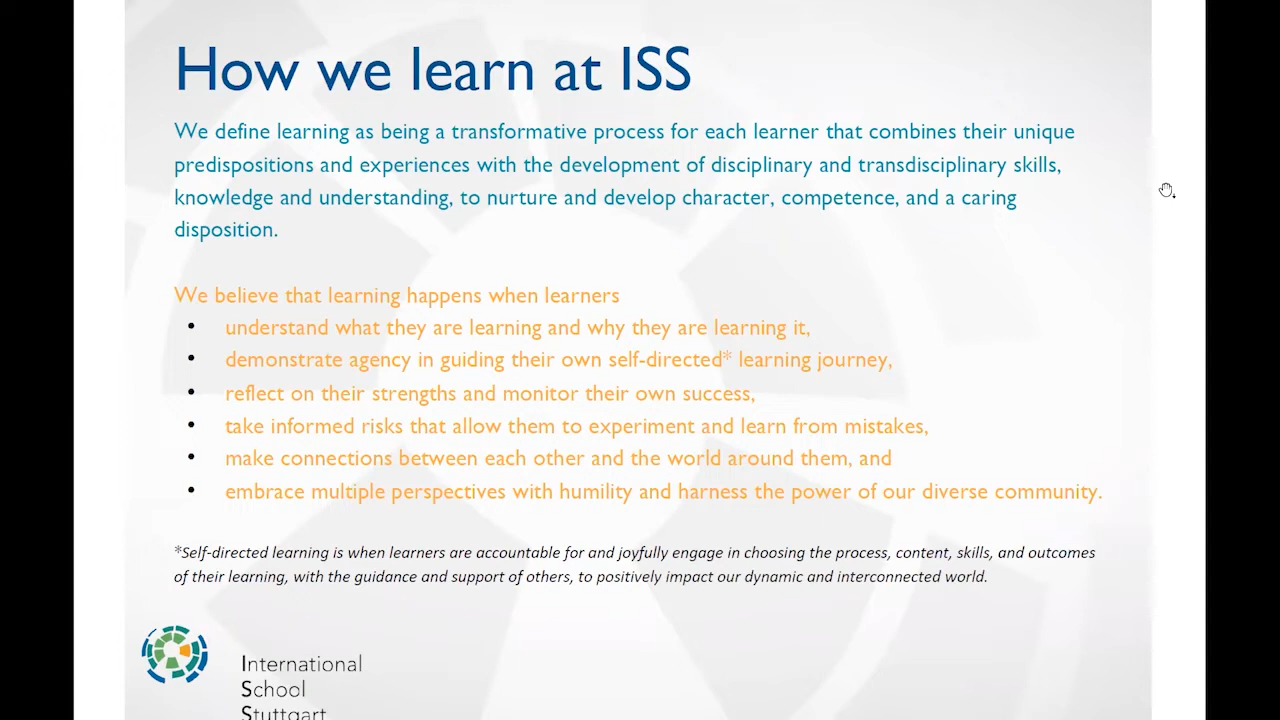 How we learn at ISS
We define learning as being a transformative process for each learner that combines their unique
predispositions and experiences with the development of disciplinary and transdisciplinary skills,
knowledge and understanding, to nurture and develop character, competence, and a caring
disposition.
We believe that learning happens when learners
• understand what they are learning and why they are learning it,
• demonstrate agency in guiding their own self-directed* learning journey,
• reflect on their strengths and monitor their own success,
• take informed risks that allow them to experiment and learn from mistakes,
• make connections between each other and the world around them, and
• embrace multiple perspectives with humility and harness the power of our diverse community.
*Self-directed learning is when learners are accountable for and joyfully engage in choosing the process, content, skills, and outcomes
of their learning, with the guidance and support of others, to positively impact our dynamic and interconnected world.
International
School
Stuttgart